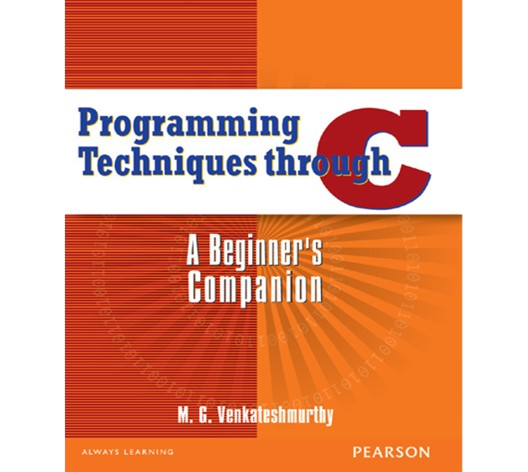 Programming
Techniques through C
A Beginner's
Companion
M. G. Venkateshmurthy
ALWAYS LEARNING
PEARSON